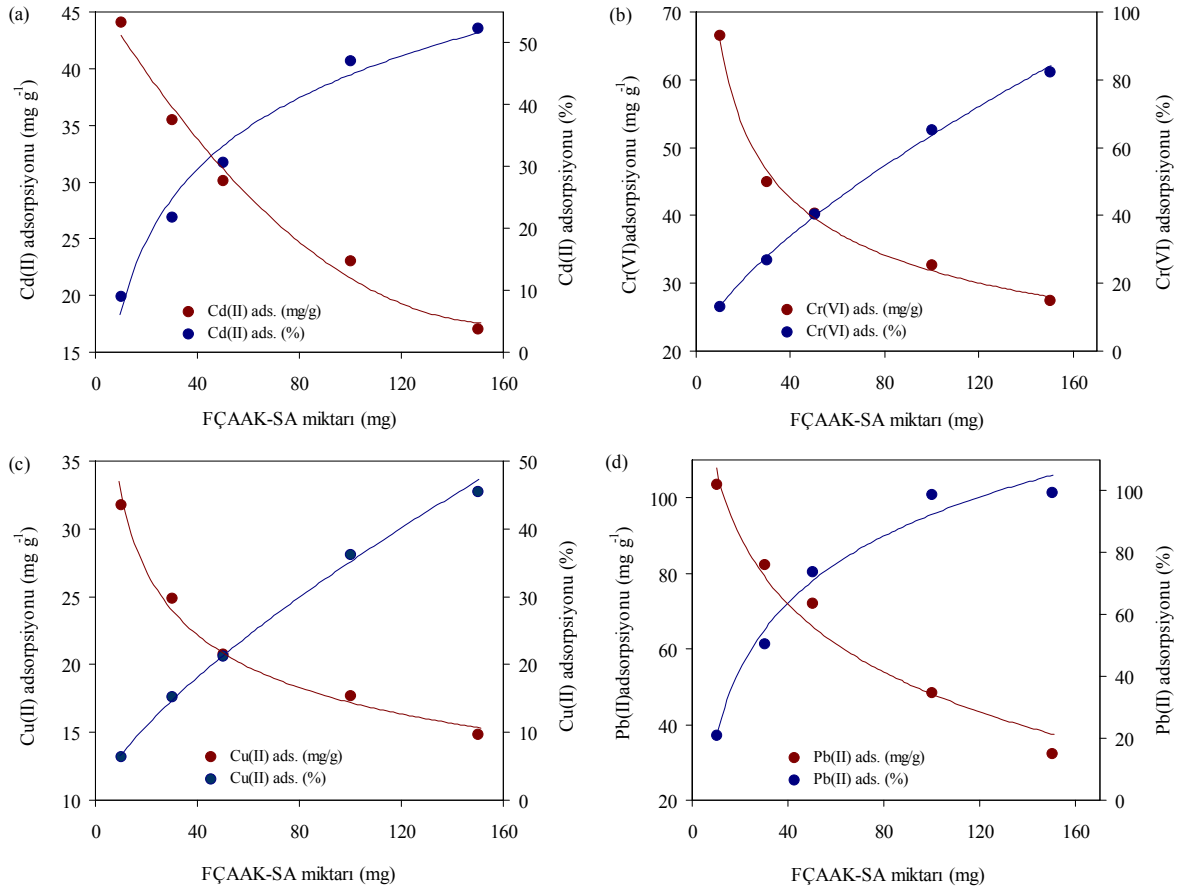 (a)
45
40
35
30
25
20
15
Cd(II) adsorpsiyonu (mg g-1)
50
40
30
20
10
0
Cd(II) adsorpsiyonu (%)
Cd(II) ads. (mg/g)
Cd(II) ads. (%)
0 40 80 120 160
FÇAAK-SA miktarı (mg)
(b)
70
60
50
40
30
20
Cr(VI)adsorpsiyonu (mg g-1)
100
80
60
40
20
0
Cr(VI) adsorpsiyonu (%)
Cr(VI) ads. (mg/g)
Cr(VI) ads. (%)
0 40 80 120 160
FÇAAK-SA miktarı (mg)
(c)
35
30
25
20
15
10
Cu(II) adsorpsiyonu (mg g-1)
50
40
30
20
10
0
Cu(II) adsorpsiyonu (%)
Cu(II) ads. (mg/g)
Cu(II) ads. (%)
0 40 80 120 160
FÇAAK-SA miktarı (mg)
(d)
100
80
60
40
20
Pb(II)adsorpsiyonu (mg g-1)
100
80
60
40
20
0
Pb(II) adsorpsiyonu (%)
Pb(II) ads. (mg/g)
Pb(II) ads. (%)
0 40 80 120 160
FÇAAK-SA miktarı (mg)